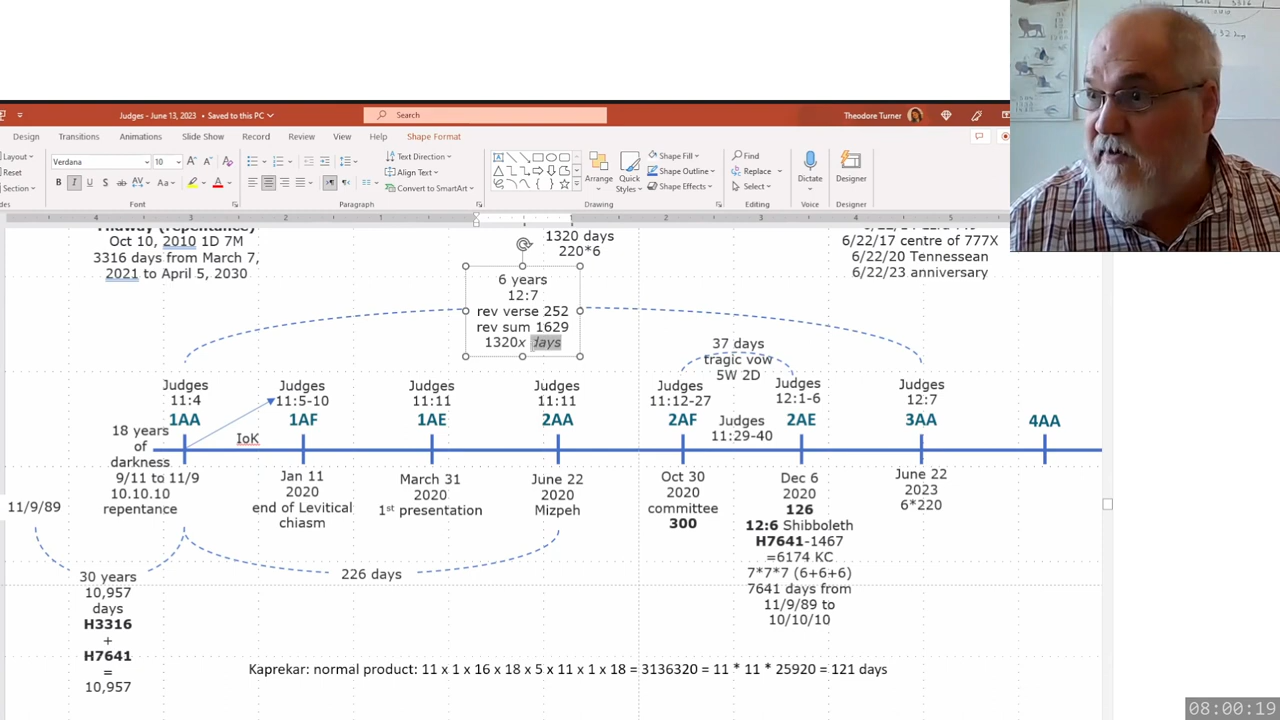 Judges - June 13, 2023 • Saved to this PC
Search
Theodore Turner
Design Transitions Animations Slide Show Record Review View Help Shape Format
Layout
Reset
Section
Verdana 10
Text Direction
Align Text
Convert to SmartArt
Arrange
Quick Styles
Shape Fill
Shape Outline
Shape Effects
Find
Replace
Select
Dictate
Designer
Font Paragraph Drawing Editing Voice Designer
4 3 2 1 1 2 3 4 5
Oct 10, 2010 1D 7M
3316 days from March 7,
2021 to April 5, 2030
1320 days
220*6
6/22/17 centre of 777X
6/22/20 Tennessean
6/22/23 anniversary
6 years
12:7
rev verse 252
rev sum 1629
1320x days
37 days
tragic vow
5W 2D
Judges
11:4
1AA
Judges
11:5-10
1AF
Judges
11:11
1AE
Judges
11:11
2AA
Judges
11:12-27
2AF
Judges
11:29-40
Judges
12:1-6
2AE
Judges
12:7
3AA
4AA
IoK
18 years
of
darkness
9/11 to 11/9
10.10.10
repentance
Jan 11
2020
end of Levitical
chiasm
March 31
2020
1st presentation
June 22
2020
Mizpeh
Oct 30
2020
committee
300
Dec 6
2020
126
12:6 Shibboleth
H7641-1467
=6174 KC
7*7*7 (6+6+6)
7641 days from
11/9/89 to
10/10/10
June 22
2023
6*220
11/9/89
30 years
10,957
days
H3316
+
H7641
=
10,957
226 days
Kaprekar: normal product: 11 x 1 x 16 x 18 x 5 x 11 x 1 x 18 = 3136320 = 11 * 11 * 25920 = 121 days
08:00:19